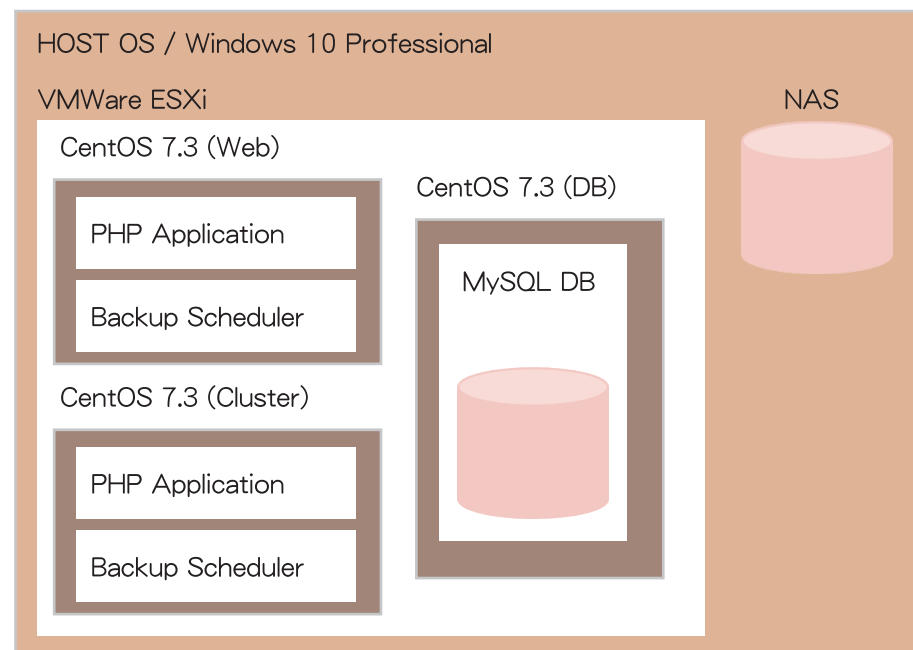 HOST OS / Windows 10 Professional
VMWare ESXi
NAS
CentOS 7.3 (Web)
PHP Application
Backup Scheduler
CentOS 7.3 (DB)
MySQL DB
CentOS 7.3 (Cluster)
PHP Application
Backup Scheduler